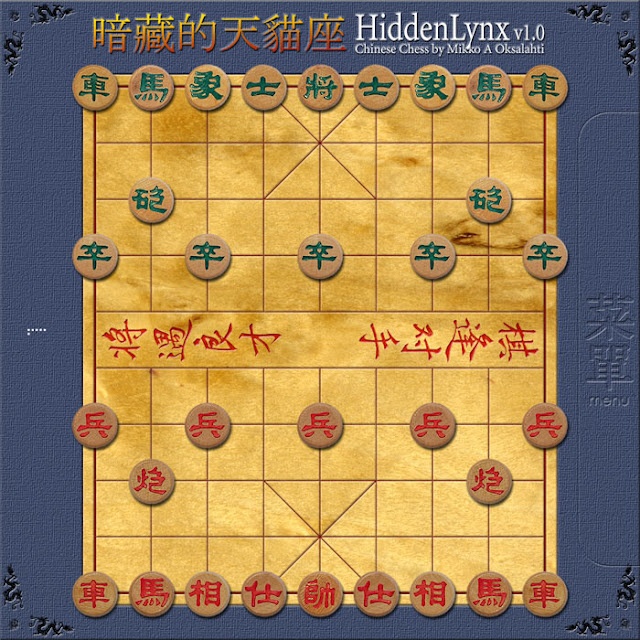 暗藏的天貓座 HiddenLynx v1.0
Chinese Chess by Mikko A Oksalahti
車 馬 象 士 將 士 象 馬 車
砲 砲
卒 卒 卒 卒 卒
將遇良才 棋逢对手
菜單
menu
兵 兵 兵 兵 兵
炮 炮
車 馬 相 仕 帥 仕 相 馬 車